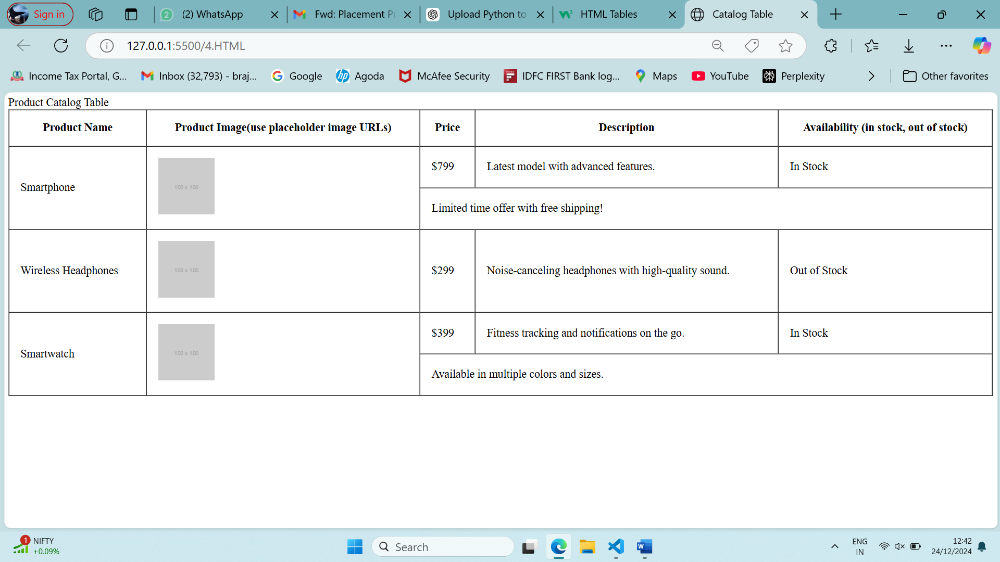 Sign in
2
(2) WhatsApp
Fwd: Placement Pr
Upload Python to
HTML Tables
Catalog Table
127.0.0.1:5500/4.HTML
Income Tax Portal, G...
Inbox (32,793) - braj...
Google
Agoda
McAfee Security
IDFC FIRST Bank log...
Maps
YouTube
Perplexity
Other favorites
Product Catalog Table
Product Name Product Image(use placeholder image URLs) Price Description Availability (in stock, out of stock)
Smartphone
100 x 100
$799
Latest model with advanced features.
In Stock
Limited time offer with free shipping!
Wireless Headphones
100 x 100
$299
Noise-canceling headphones with high-quality sound.
Out of Stock
Smartwatch
100 x 100
$399
Fitness tracking and notifications on the go.
In Stock
Available in multiple colors and sizes.
1
NIFTY
+0.09%
Search
ENG
IN
12:42
24/12/2024